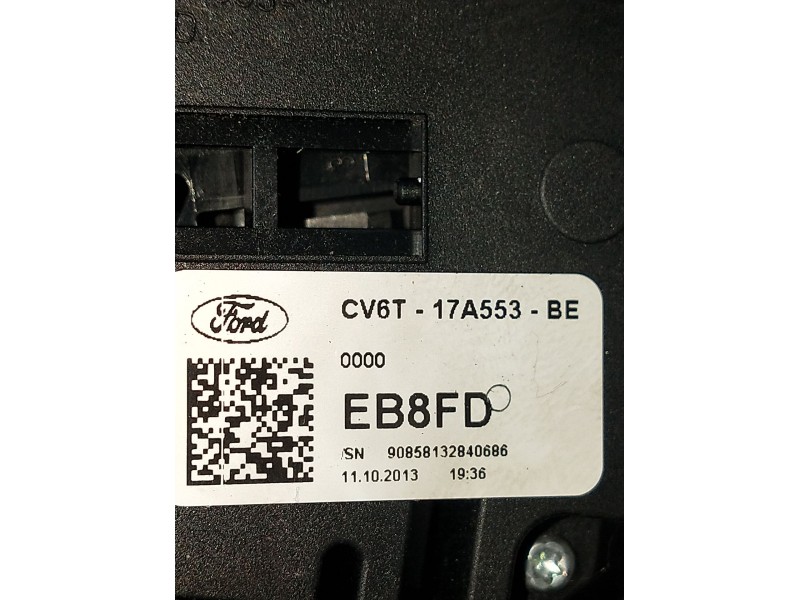 Ford
CV6T - 17A553 - BE
0000
EB8FD
/SN 90858132840686
11.10.2013 19:36